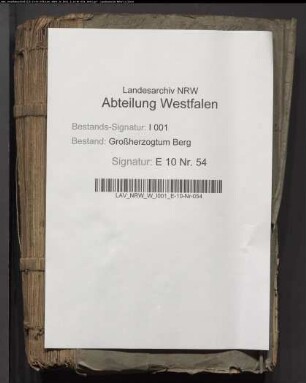 Landesarchiv NRW
Abteilung Westfalen
Bestands-Signatur: I 001
Bestand: Großherzogtum Berg
Signatur: E 10 Nr. 54
LAV_NRW_W_I001_E-10-Nr-054